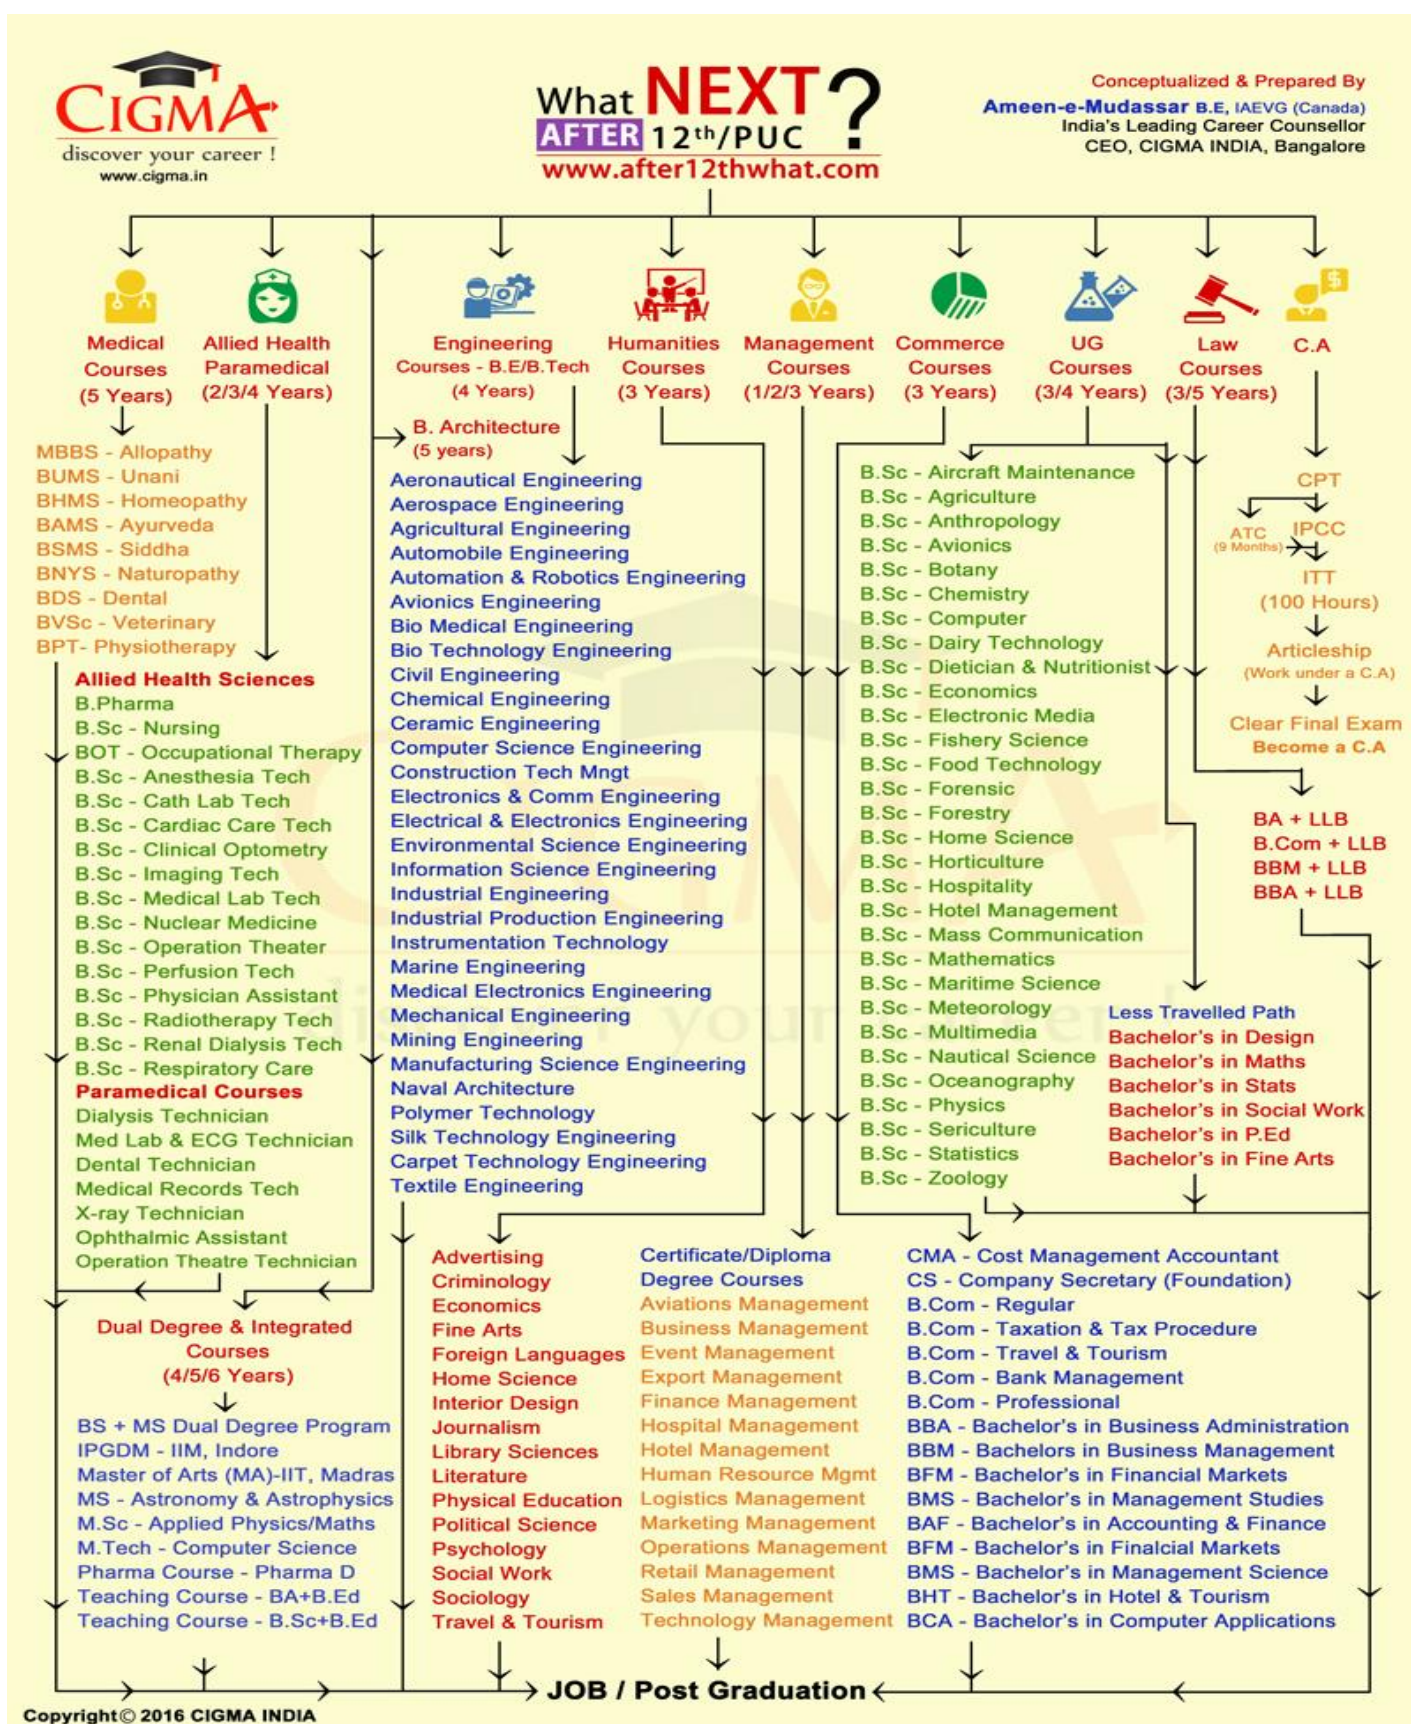 CIGMA
discover your career !
www.cigma.in
What NEXT ?
AFTER 12th/PUC
www.after12thwhat.com
Conceptualized & Prepared By
Ameen-e-Mudassar B.E, IAEVG (Canada)
India's Leading Career Counsellor
CEO, CIGMA INDIA, Bangalore
Medical
Courses
(5 Years)
MBBS - Allopathy
BUMS - Unani
BHMS - Homeopathy
BAMS - Ayurveda
BSMS - Siddha
BNYS - Naturopathy
BDS - Dental
BVSc - Veterinary
BPT- Physiotherapy
Allied Health
Paramedical
(2/3/4 Years)
Allied Health Sciences
B.Pharma
B.Sc - Nursing
BOT - Occupational Therapy
B.Sc - Anesthesia Tech
B.Sc - Cath Lab Tech
B.Sc - Cardiac Care Tech
B.Sc - Clinical Optometry
B.Sc - Imaging Tech
B.Sc - Medical Lab Tech
B.Sc - Nuclear Medicine
B.Sc - Operation Theater
B.Sc - Perfusion Tech
B.Sc - Physician Assistant
B.Sc - Radiotherapy Tech
B.Sc - Renal Dialysis Tech
B.Sc - Respiratory Care
Paramedical Courses
Dialysis Technician
Med Lab & ECG Technician
Dental Technician
Medical Records Tech
X-ray Technician
Ophthalmic Assistant
Operation Theatre Technician
Dual Degree & Integrated
Courses
(4/5/6 Years)
BS + MS Dual Degree Program
IPGDM - IIM, Indore
Master of Arts (MA)-IIT, Madras
MS - Astronomy & Astrophysics
M.Sc - Applied Physics/Maths
M.Tech - Computer Science
Pharma Course - Pharma D
Teaching Course - BA+B.Ed
Teaching Course - B.Sc+B.Ed
Engineering
Courses - B.E/B.Tech
(4 Years)
B. Architecture
(5 years)
Aeronautical Engineering
Aerospace Engineering
Agricultural Engineering
Automobile Engineering
Automation & Robotics Engineering
Avionics Engineering
Bio Medical Engineering
Bio Technology Engineering
Civil Engineering
Chemical Engineering
Ceramic Engineering
Computer Science Engineering
Construction Tech Mngt
Electronics & Comm Engineering
Electrical & Electronics Engineering
Environmental Science Engineering
Information Science Engineering
Industrial Engineering
Industrial Production Engineering
Instrumentation Technology
Marine Engineering
Medical Electronics Engineering
Mechanical Engineering
Mining Engineering
Manufacturing Science Engineering
Naval Architecture
Polymer Technology
Silk Technology Engineering
Carpet Technology Engineering
Textile Engineering
Humanities
Courses
(3 Years)
Advertising
Criminology
Economics
Fine Arts
Foreign Languages
Home Science
Interior Design
Journalism
Library Sciences
Literature
Physical Education
Political Science
Psychology
Social Work
Sociology
Travel & Tourism
Management
Courses
(1/2/3 Years)
Certificate/Diploma
Degree Courses
Aviations Management
Business Management
Event Management
Export Management
Finance Management
Hospital Management
Hotel Management
Human Resource Mgmt
Logistics Management
Marketing Management
Operations Management
Retail Management
Sales Management
Technology Management
Commerce
Courses
(3 Years)
CMA - Cost Management Accountant
CS - Company Secretary (Foundation)
B.Com - Regular
B.Com - Taxation & Tax Procedure
B.Com - Travel & Tourism
B.Com - Bank Management
B.Com - Professional
BBA - Bachelor's in Business Administration
BBM - Bachelors in Business Management
BFM - Bachelor's in Financial Markets
BMS - Bachelor's in Management Studies
BAF - Bachelor's in Accounting & Finance
BFM - Bachelor's in Finalcial Markets
BMS - Bachelor's in Management Science
BHT - Bachelor's in Hotel & Tourism
BCA - Bachelor's in Computer Applications
UG
Courses
(3/4 Years)
B.Sc - Aircraft Maintenance
B.Sc - Agriculture
B.Sc - Anthropology
B.Sc - Avionics
B.Sc - Botany
B.Sc - Chemistry
B.Sc - Computer
B.Sc - Dairy Technology
B.Sc - Dietician & Nutritionist
B.Sc - Economics
B.Sc - Electronic Media
B.Sc - Fishery Science
B.Sc - Food Technology
B.Sc - Forensic
B.Sc - Forestry
B.Sc - Home Science
B.Sc - Horticulture
B.Sc - Hospitality
B.Sc - Hotel Management
B.Sc - Mass Communication
B.Sc - Mathematics
B.Sc - Maritime Science
B.Sc - Meteorology
B.Sc - Multimedia
B.Sc - Nautical Science
B.Sc - Oceanography
B.Sc - Physics
B.Sc - Sericulture
B.Sc - Statistics
B.Sc - Zoology
Less Travelled Path
Bachelor's in Design
Bachelor's in Maths
Bachelor's in Stats
Bachelor's in Social Work
Bachelor's in P.Ed
Bachelor's in Fine Arts
Law
Courses
(3/5 Years)
BA + LLB
B.Com + LLB
BBM + LLB
BBA + LLB
C.A
CPT
ATC
(9 Months)
IPCC
ITT
(100 Hours)
Articleship
(Work under a C.A)
Clear Final Exam
Become a C.A
CIGMA
discover your career !
JOB / Post Graduation
Copyright© 2016 CIGMA INDIA